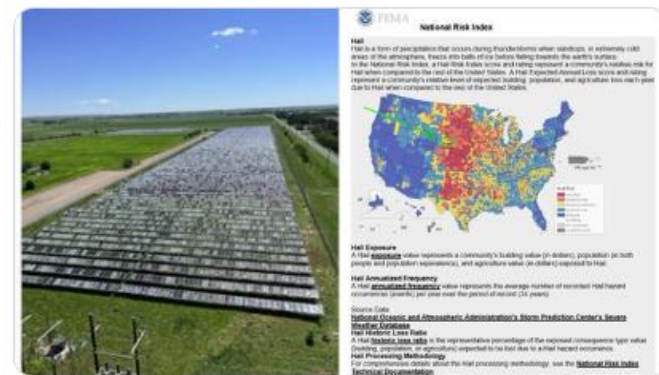 FEMA
National Risk Index
Hail
Hail is a form of precipitation that occurs during thunderstorms when raindrops, in extremely cold
areas of the atmosphere, freeze into balls of ice before falling towards the earth's surface.
In the National Risk Index, a Hail Risk Index score and rating represent a community's relative risk for
Hail when compared to the rest of the United States. A Hail Expected Annual Loss score and rating
represent a community's relative level of expected building, population, and agriculture loss each year
due to Hail when compared to the rest of the United States.
Hail Exposure
A Hail exposure value represents a community's building value (in dollars), population (in both
people and population equivalence), and agriculture value (in dollars) exposed to Hail.
Hail Annualized Frequency
A Hail annualized frequency value represents the average number of recorded Hail hazard
occurrences (events) per year over the period of record (34 years).
Source Data
National Oceanic and Atmospheric Administration's Storm Prediction Center's Severe
Weather Database
Hail Historic Loss Ratio
A Hail historic loss ratio is the representative percentage of the exposed consequence type value
(building, population, or agriculture) expected to be lost due to a Hail hazard occurrence.
Hail Processing Methodology
For comprehensive details about the Hail processing methodology, see the National Risk Index
Technical Documentation